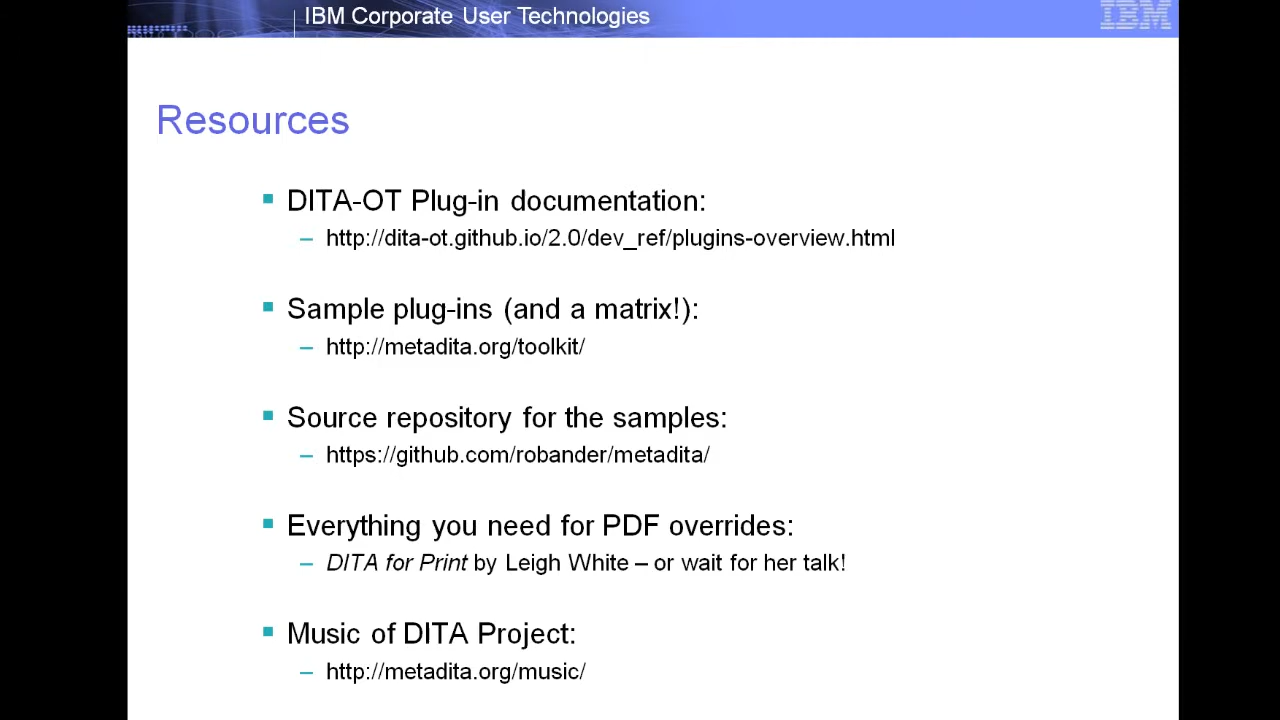 IBM Corporate User Technologies
IBM
Resources
DITA-OT Plug-in documentation:
– http://dita-ot.github.io/2.0/dev_ref/plugins-overview.html
Sample plug-ins (and a matrix!):
– http://metadita.org/toolkit/
Source repository for the samples:
– https://github.com/robander/metadita/
Everything you need for PDF overrides:
– DITA for Print by Leigh White – or wait for her talk!
Music of DITA Project:
– http://metadita.org/music/